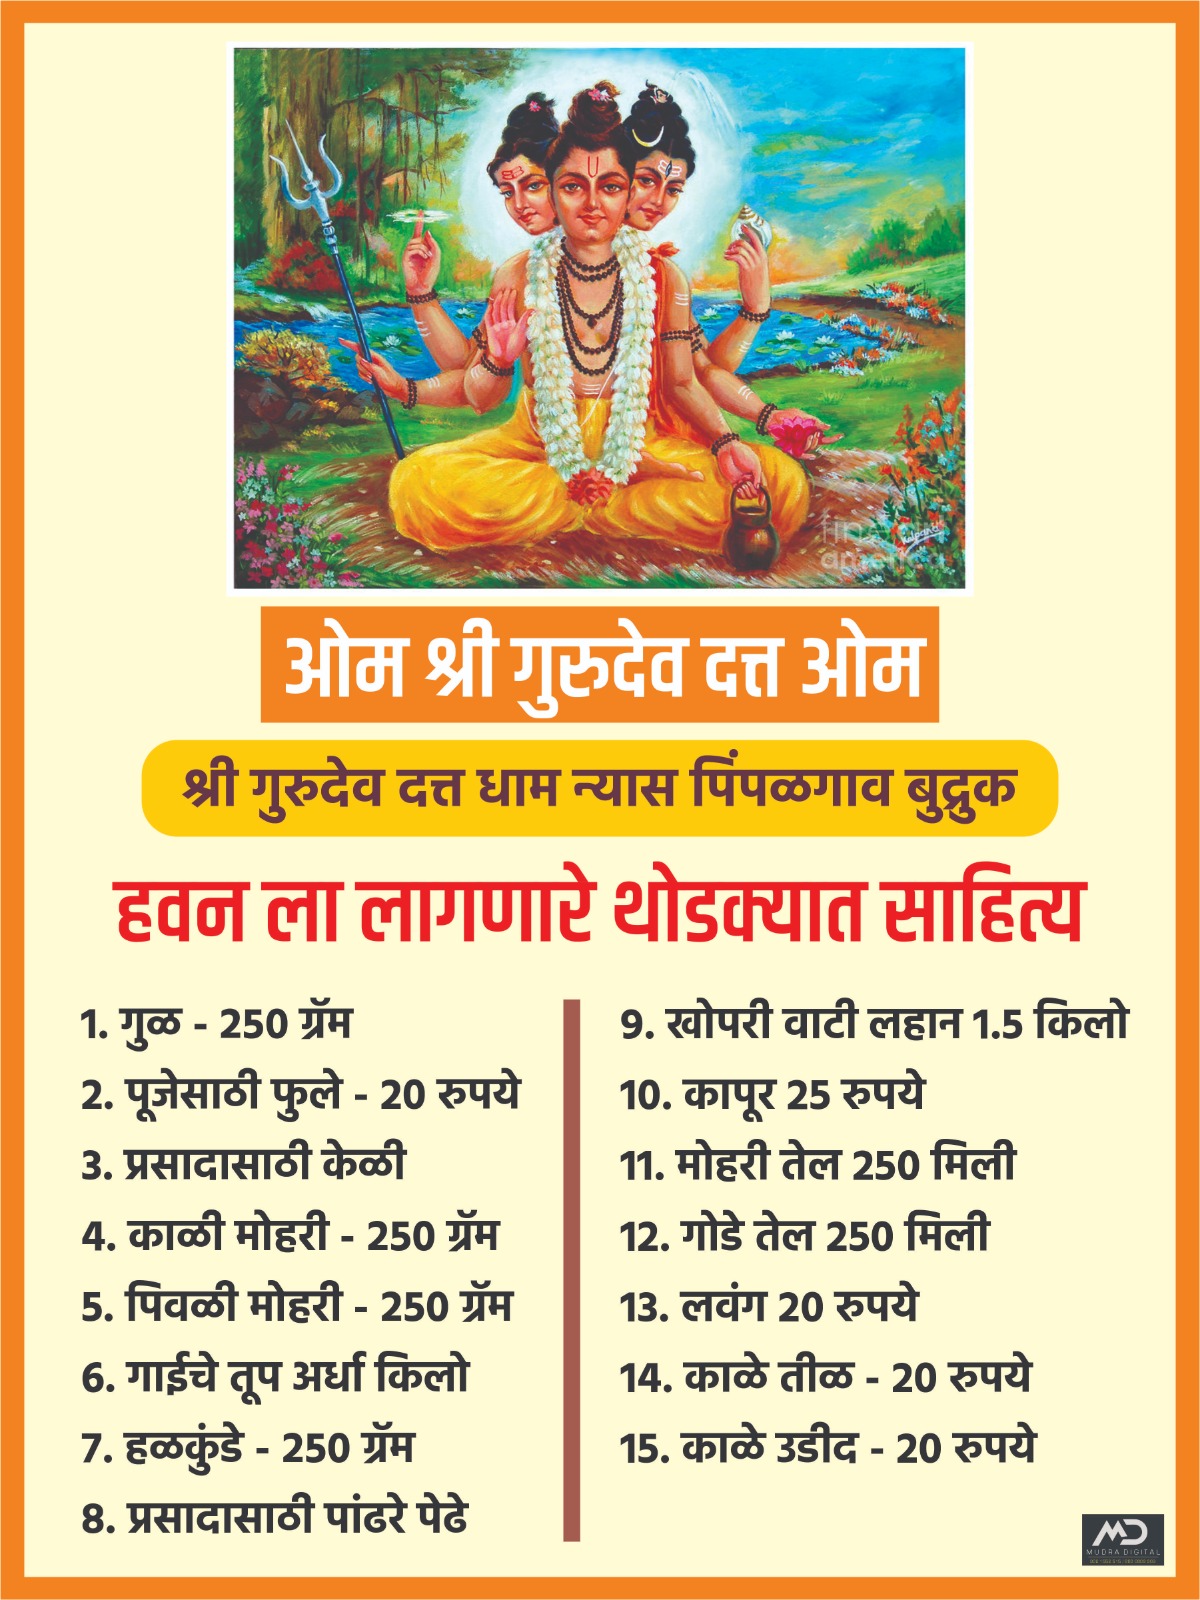 ओम श्री गुरुदेव दत्त ओम
श्री गुरुदेव दत्त धाम न्यास पिंपळगाव बुद्रुक
हवन ला लागणारे थोडक्यात साहित्य
1. गुळ - 250 ग्रॅम
2. पूजेसाठी फुले - 20 रुपये
3. प्रसादासाठी केळी
4. काळी मोहरी - 250 ग्रॅम
5. पिवळी मोहरी - 250 ग्रॅम
6. गाईचे तूप अर्धा किलो
7. हळकुंडे - 250 ग्रॅम
8. प्रसादासाठी पांढरे पेढे
9. खोपरी वाटी लहान 1.5 किलो
10. कापूर 25 रुपये
11. मोहरी तेल 250 मिली
12. गोडे तेल 250 मिली
13. लवंग 20 रुपये
14. काळे तीळ - 20 रुपये
15. काळे उडीद - 20 रुपये
MD
MUDRA DIGITAL